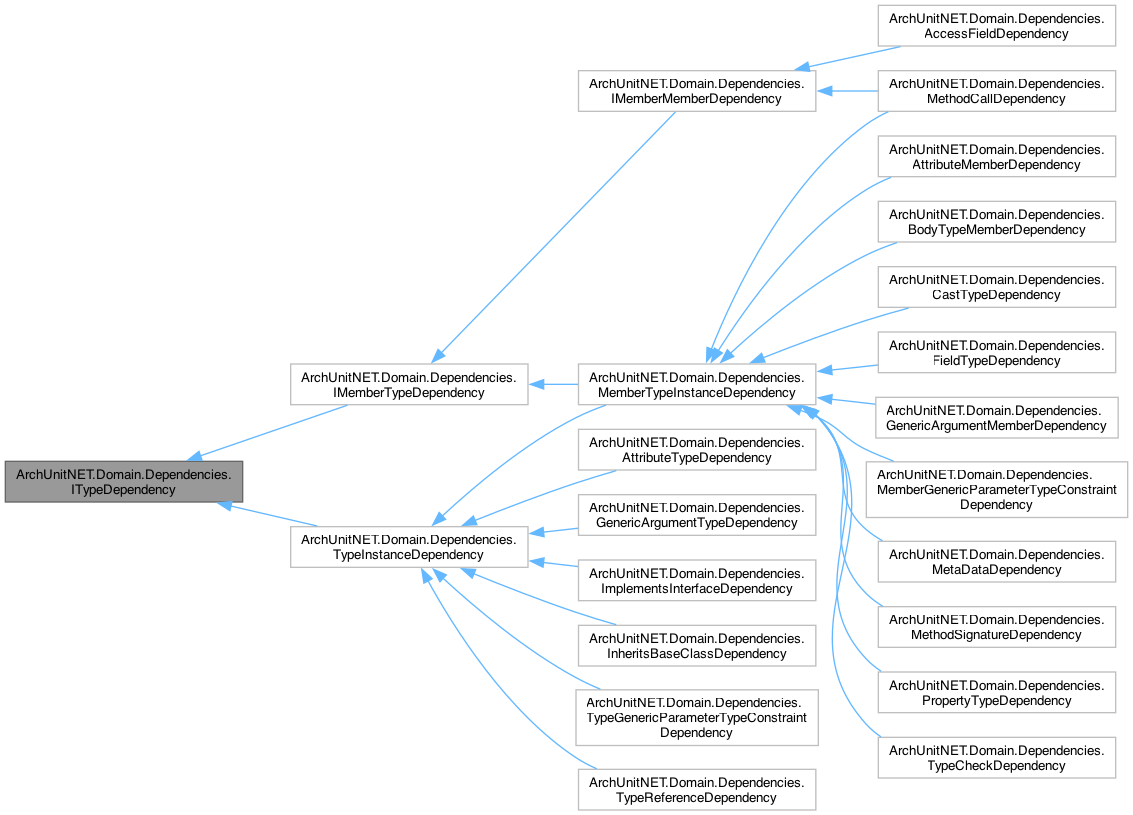 ArchUnitNET.Domain.Dependencies.
ITypeDependency
ArchUnitNET.Domain.Dependencies.
IMemberTypeDependency
ArchUnitNET.Domain.Dependencies.
TypeInstanceDependency
ArchUnitNET.Domain.Dependencies.
IMemberMemberDependency
ArchUnitNET.Domain.Dependencies.
MemberTypeInstanceDependency
ArchUnitNET.Domain.Dependencies.
AttributeTypeDependency
ArchUnitNET.Domain.Dependencies.
GenericArgumentTypeDependency
ArchUnitNET.Domain.Dependencies.
ImplementsInterfaceDependency
ArchUnitNET.Domain.Dependencies.
InheritsBaseClassDependency
ArchUnitNET.Domain.Dependencies.
TypeGenericParameterTypeConstraint
Dependency
ArchUnitNET.Domain.Dependencies.
TypeReferenceDependency
ArchUnitNET.Domain.Dependencies.
AccessFieldDependency
ArchUnitNET.Domain.Dependencies.
MethodCallDependency
ArchUnitNET.Domain.Dependencies.
AttributeMemberDependency
ArchUnitNET.Domain.Dependencies.
BodyTypeMemberDependency
ArchUnitNET.Domain.Dependencies.
CastTypeDependency
ArchUnitNET.Domain.Dependencies.
FieldTypeDependency
ArchUnitNET.Domain.Dependencies.
GenericArgumentMemberDependency
ArchUnitNET.Domain.Dependencies.
MemberGenericParameterTypeConstraint
Dependency
ArchUnitNET.Domain.Dependencies.
MetaDataDependency
ArchUnitNET.Domain.Dependencies.
MethodSignatureDependency
ArchUnitNET.Domain.Dependencies.
PropertyTypeDependency
ArchUnitNET.Domain.Dependencies.
TypeCheckDependency